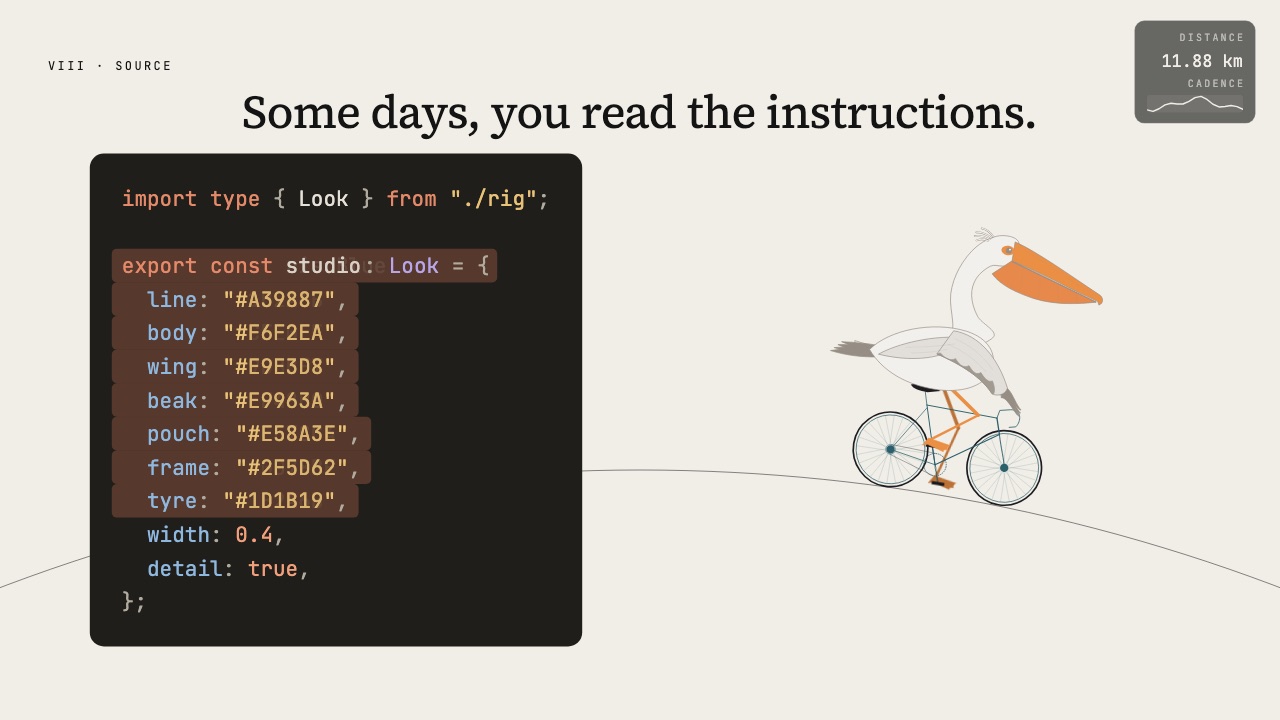 VIII · SOURCE
DISTANCE
11.88 km
CADENCE
Some days, you read the instructions.
import type { Look } from "./rig";
export const studio: Look = {
  line: "#A39887",
  body: "#F6F2EA",
  wing: "#E9E3D8",
  beak: "#E9963A",
  pouch: "#E58A3E",
  frame: "#2F5D62",
  tyre: "#1D1B19",
  width: 0.4,
  detail: true,
};